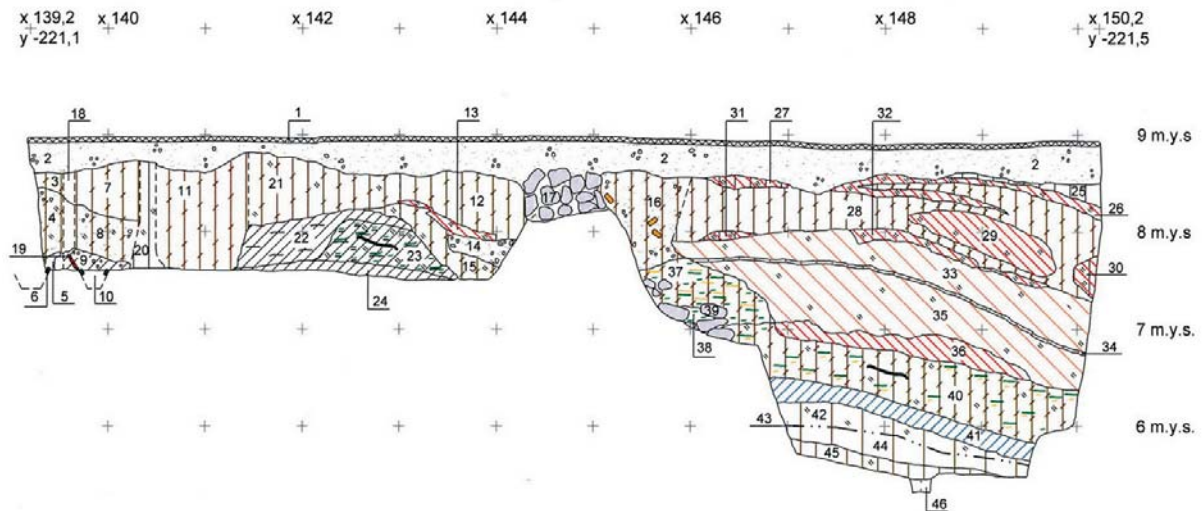 x 139,2 x 140 x 142 x 144 x 146 x 148 x 150,2
y -221,1 y -221,5
18 1 13 31 27 32
9 m.y.s
2 2 2
3 7 11 21 12 17 16 28 25
4 26
8 m.y.s
29
19 8 20 22 23 14 15 37 33 30
9
6 5 10 24 39 35
7 m.y.s.
38 36 34
40
43 42 41 6 m.y.s.
44
45
46